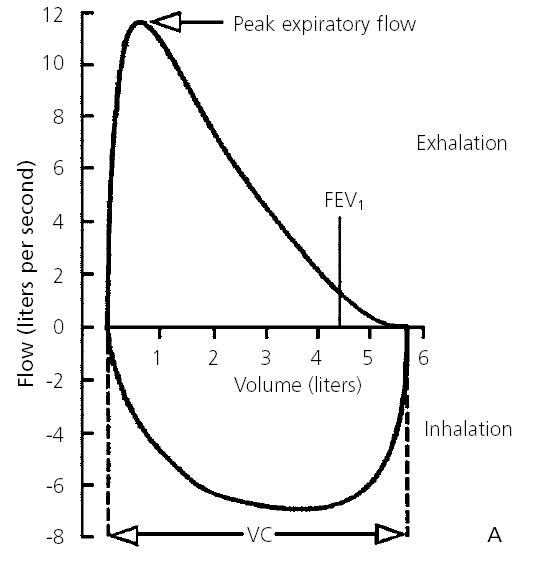 12
Peak expiratory flow
10
8
Exhalation
6
FEV₁
4
2
0
1 2 3 4 5 6
Volume (liters)
Flow (liters per second)
-2
-4
Inhalation
-6
-8
VC
A